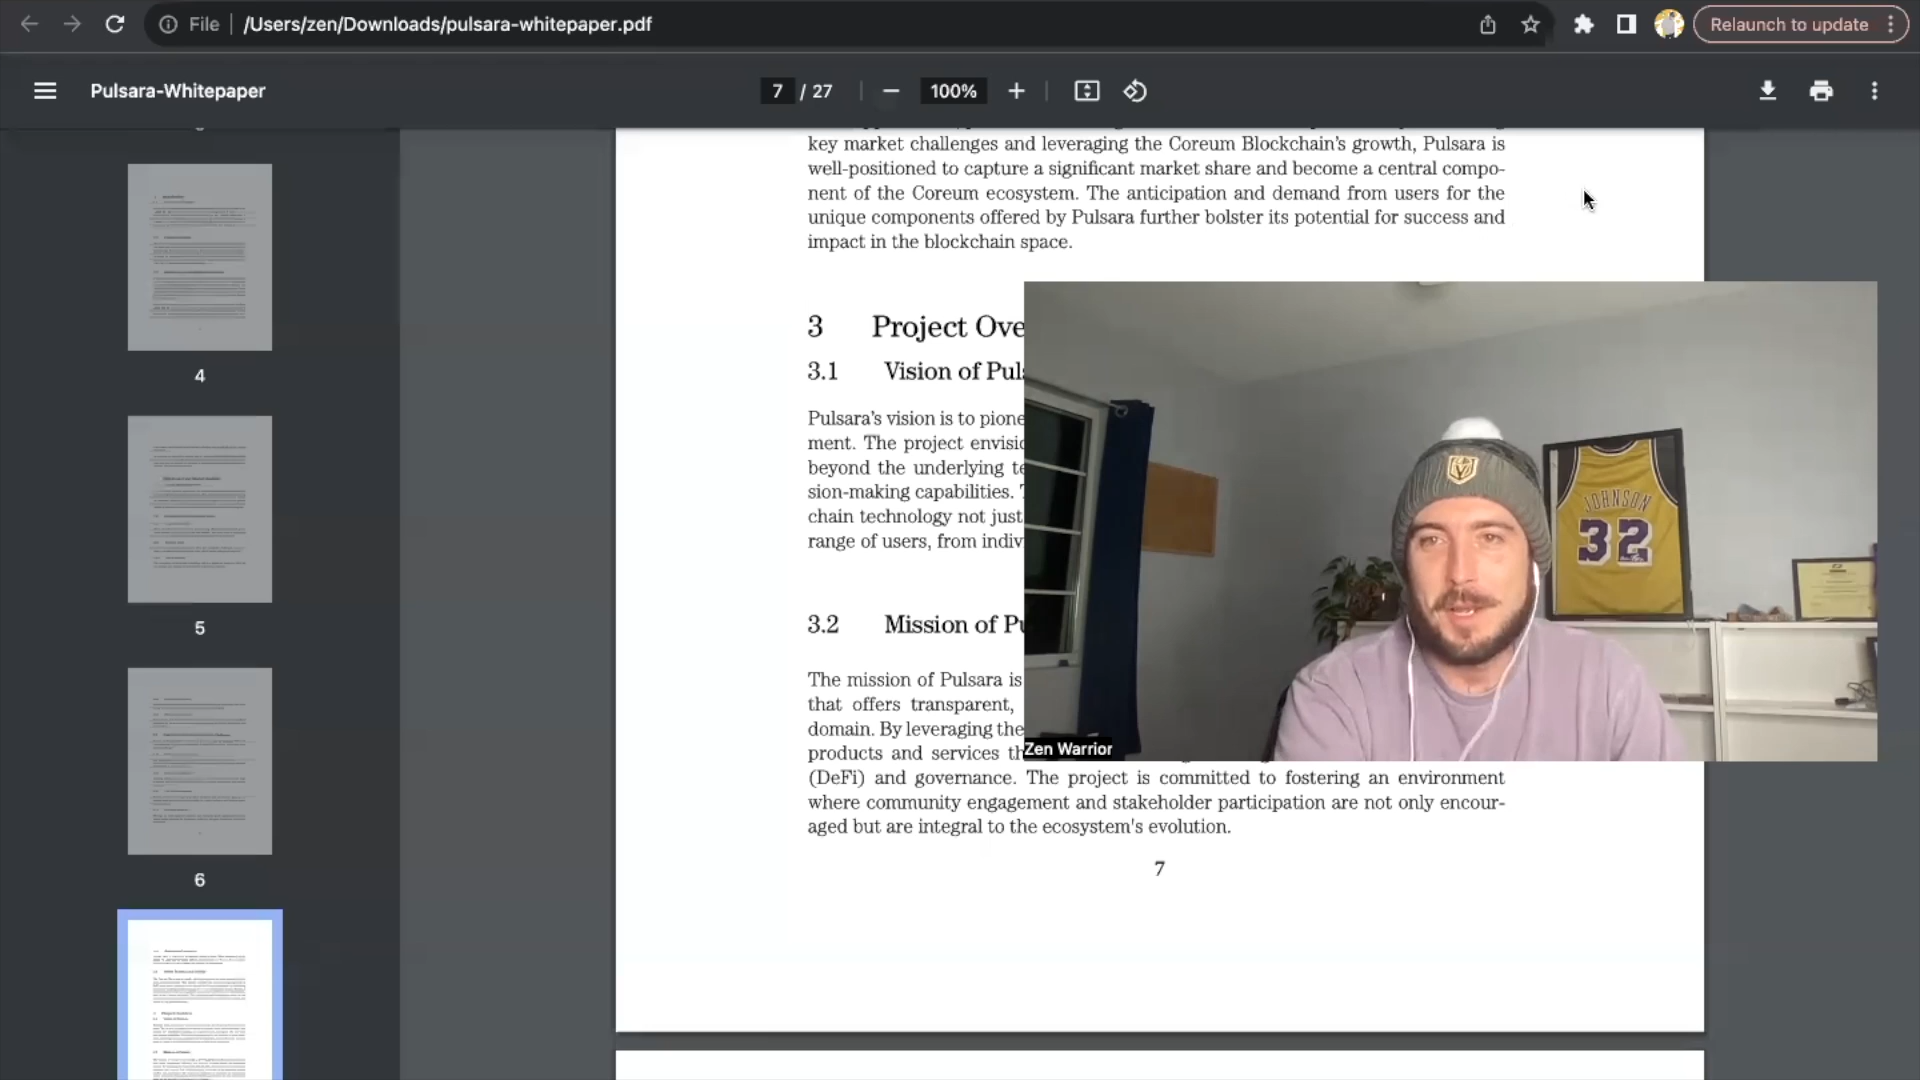 File
/Users/zen/Downloads/pulsara-whitepaper.pdf
Relaunch to update
Pulsara-Whitepaper
7 / 27
100%
key market challenges and leveraging the Coreum Blockchain's growth, Pulsara is
well-positioned to capture a significant market share and become a central compo-
nent of the Coreum ecosystem. The anticipation and demand from users for the
unique components offered by Pulsara further bolster its potential for success and
impact in the blockchain space.
3 Project Ove
3.1 Vision of Puls
Pulsara's vision is to pione
ment. The project envisio
beyond the underlying te
sion-making capabilities.
chain technology not just
range of users, from indiv
3.2 Mission of Pu
The mission of Pulsara is
that offers transparent,
domain. By leveraging the
products and services th
(DeFi) and governance. The project is committed to fostering an environment
where community engagement and stakeholder participation are not only encour-
aged but are integral to the ecosystem's evolution.
7
4
5
6
JOHNSON
32
Zen Warrior